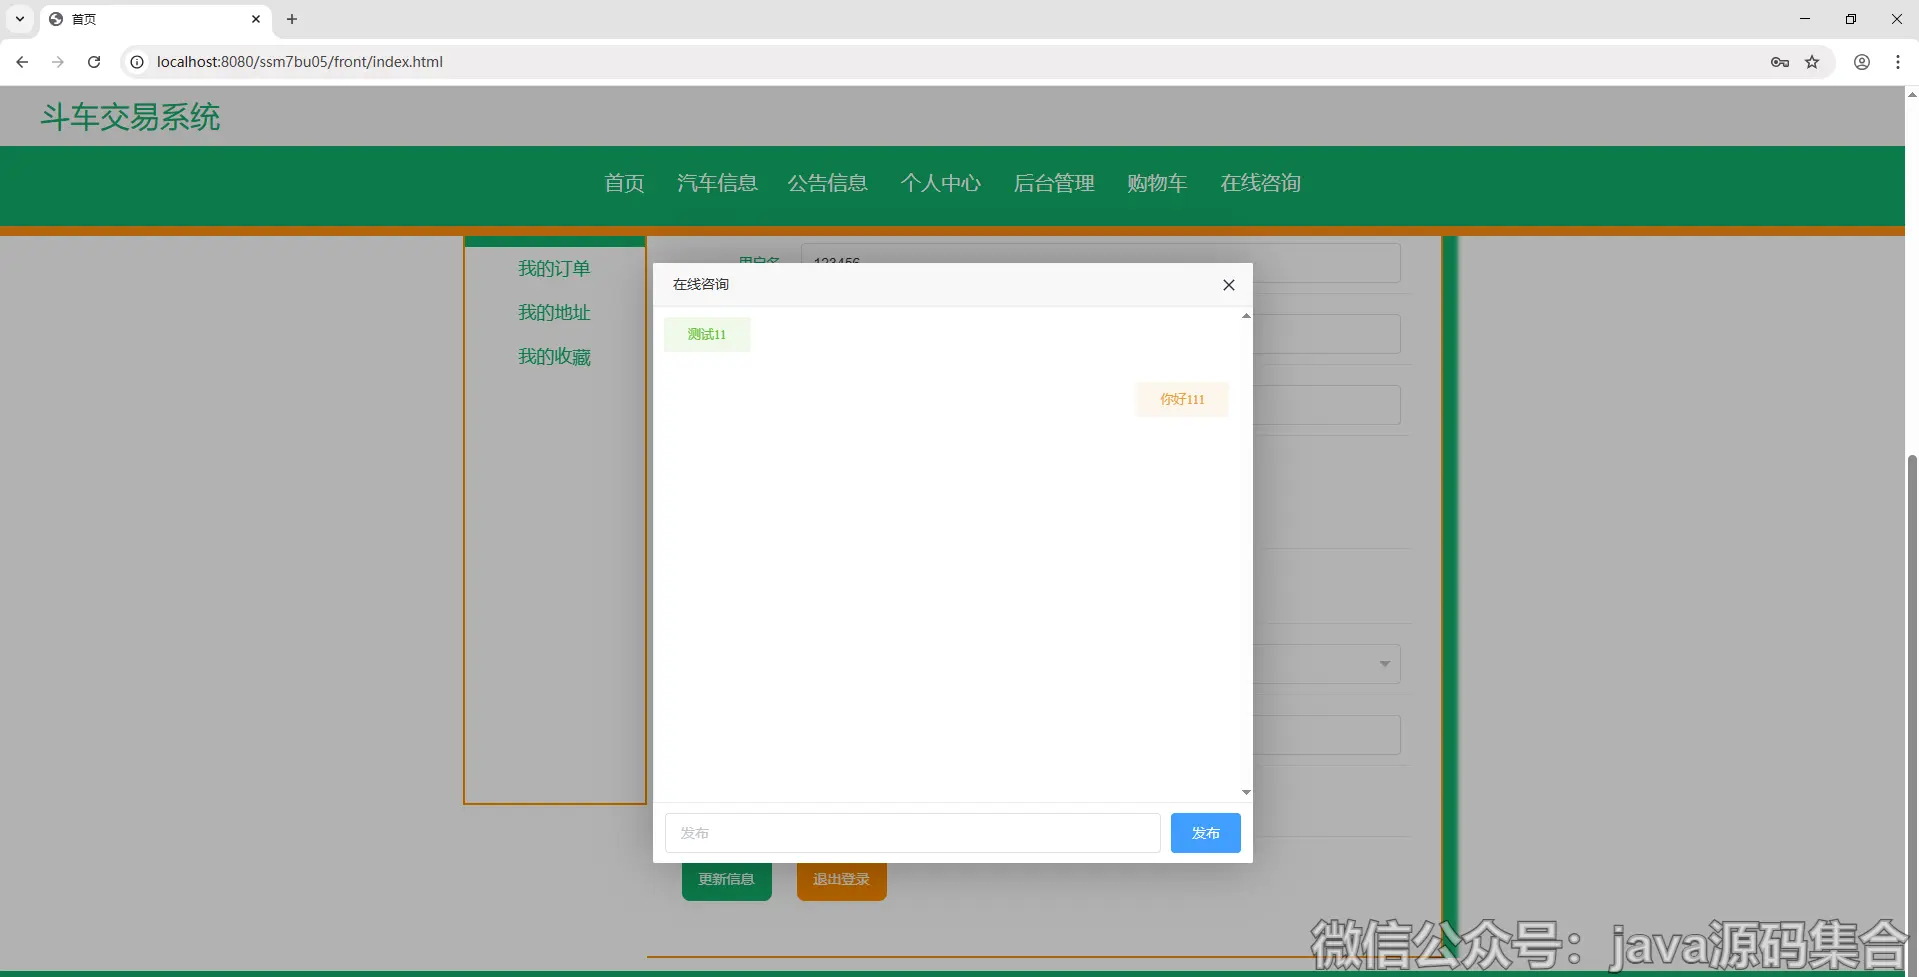 首页
localhost:8080/ssm7bu05/front/index.html
斗车交易系统
首页 汽车信息 公告信息 个人中心 后台管理 购物车 在线咨询
用户名 123456
我的订单
我的地址
我的收藏
在线咨询
测试11
你好111
发布 发布
更新信息 退出登录
微信公众号：java源码集合